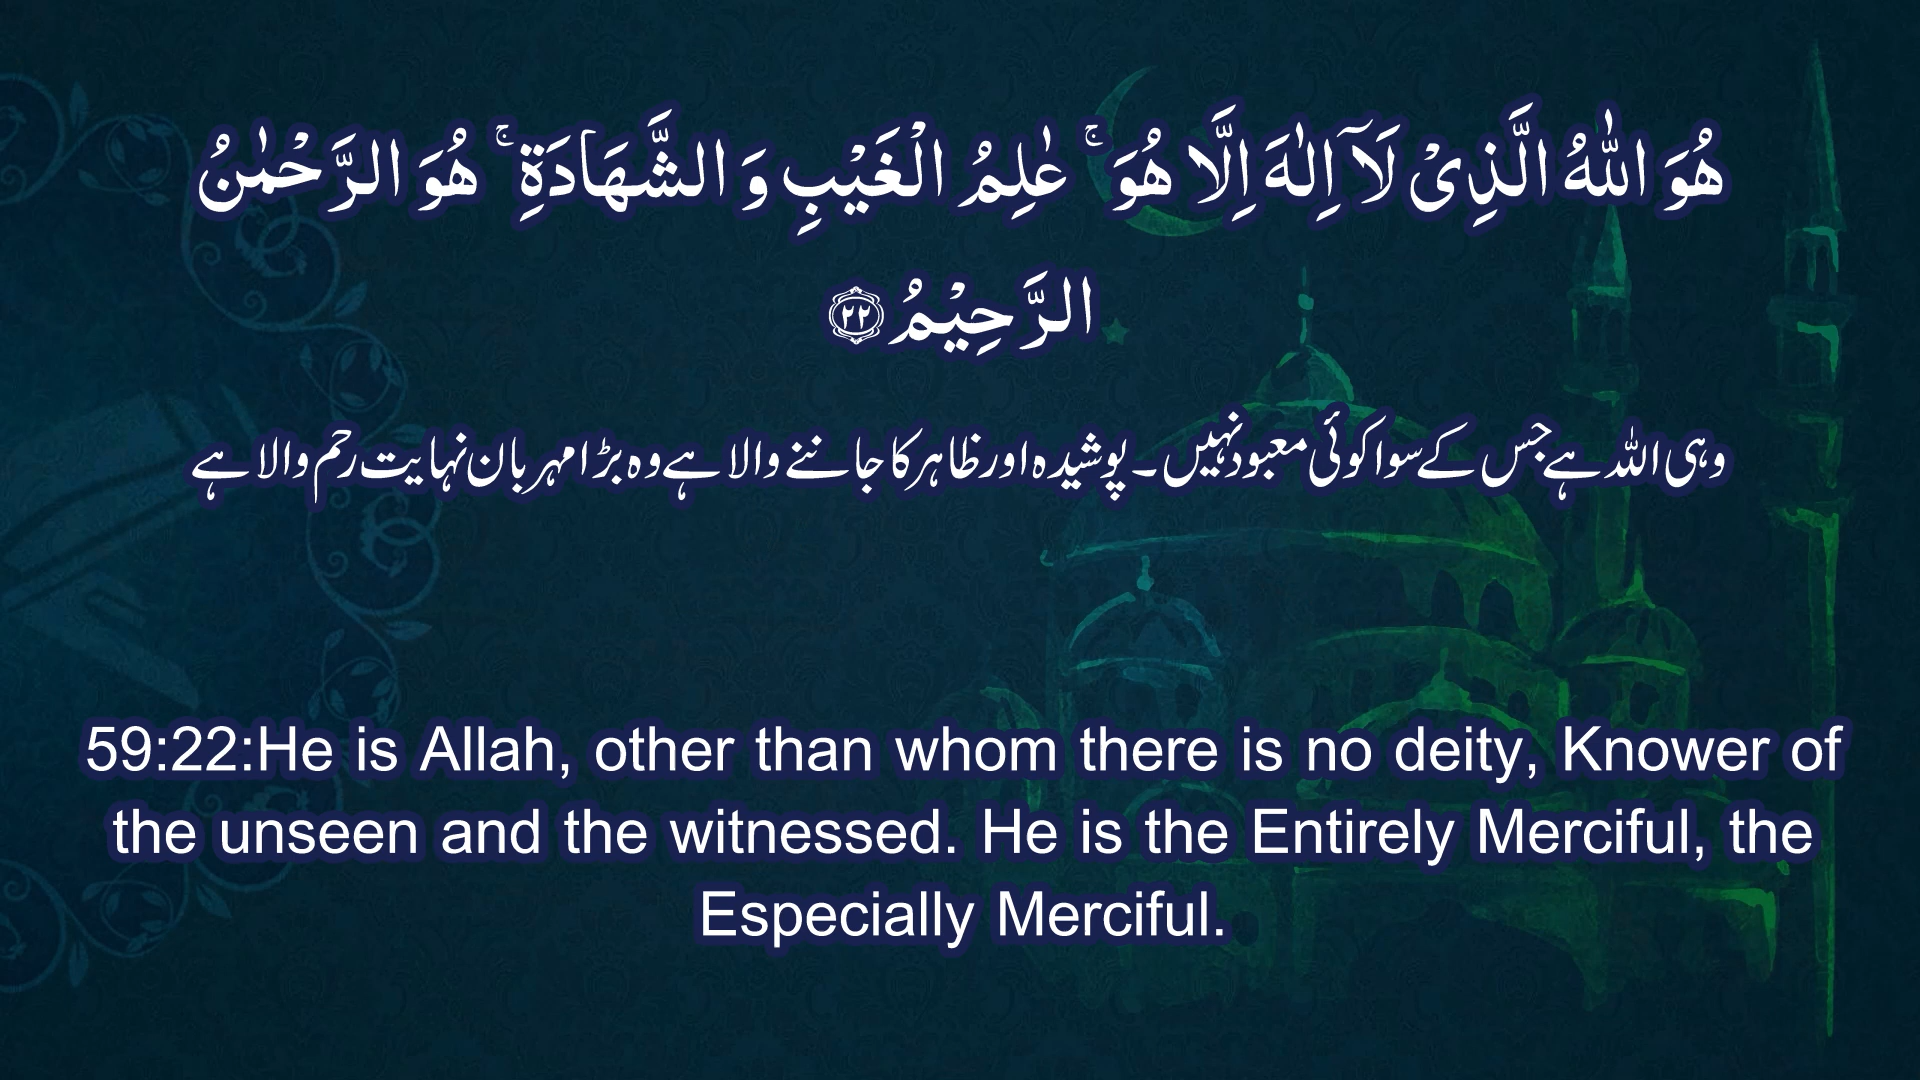 هُوَ اللّٰهُ الَّذِیْ لَاۤ اِلٰهَ اِلَّا هُوَ ۚ عٰلِمُ الْغَیْبِ وَ الشَّهَادَةِ ۚ هُوَ الرَّحْمٰنُ
الرَّحِیْمُ ﴿۲۲﴾
وہی اللہ ہے جس کے سوا کوئی معبود نہیں۔ پوشیدہ اور ظاہر کا جاننے والا ہے وہ بڑا مہربان نہایت رحم والا ہے
59:22:He is Allah, other than whom there is no deity, Knower of
the unseen and the witnessed. He is the Entirely Merciful, the
Especially Merciful.